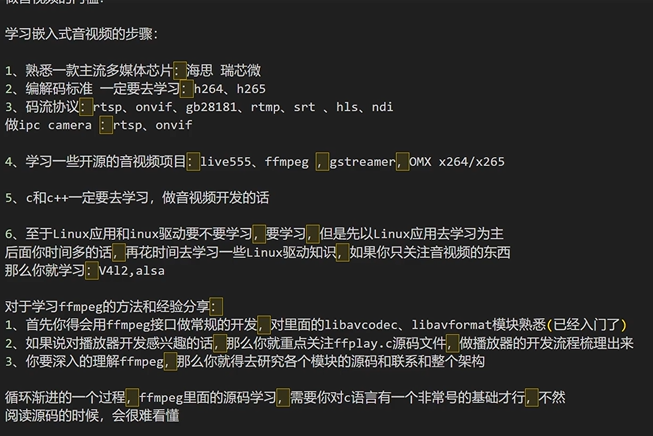 学习嵌入式音视频的步骤：
1、熟悉一款主流多媒体芯片：海思 瑞芯微
2、编解码标准 一定要去学习：h264、h265
3、码流协议：rtsp、onvif、gb28181、rtmp、srt 、hls、ndi
做ipc camera ：rtsp、onvif
4、学习一些开源的音视频项目：live555、ffmpeg ，gstreamer，OMX x264/x265
5、c和c++一定要去学习，做音视频开发的话
6、至于Linux应用和inux驱动要不要学习，要学习，但是先以Linux应用去学习为主
后面你时间多的话，再花时间去学习一些Linux驱动知识，如果你只关注音视频的东西
那么你就学习：V4l2,alsa
对于学习ffmpeg的方法和经验分享：
1、首先你得会用ffmpeg接口做常规的开发，对里面的libavcodec、libavformat模块熟悉(已经入门了)
2、如果说对播放器开发感兴趣的话，那么你就重点关注ffplay.c源码文件，做播放器的开发流程梳理出来
3、你要深入的理解ffmpeg，那么你就得去研究各个模块的源码和联系和整个架构
循环渐进的一个过程，ffmpeg里面的源码学习，需要你对c语言有一个非常号的基础才行，不然
阅读源码的时候，会很难看懂